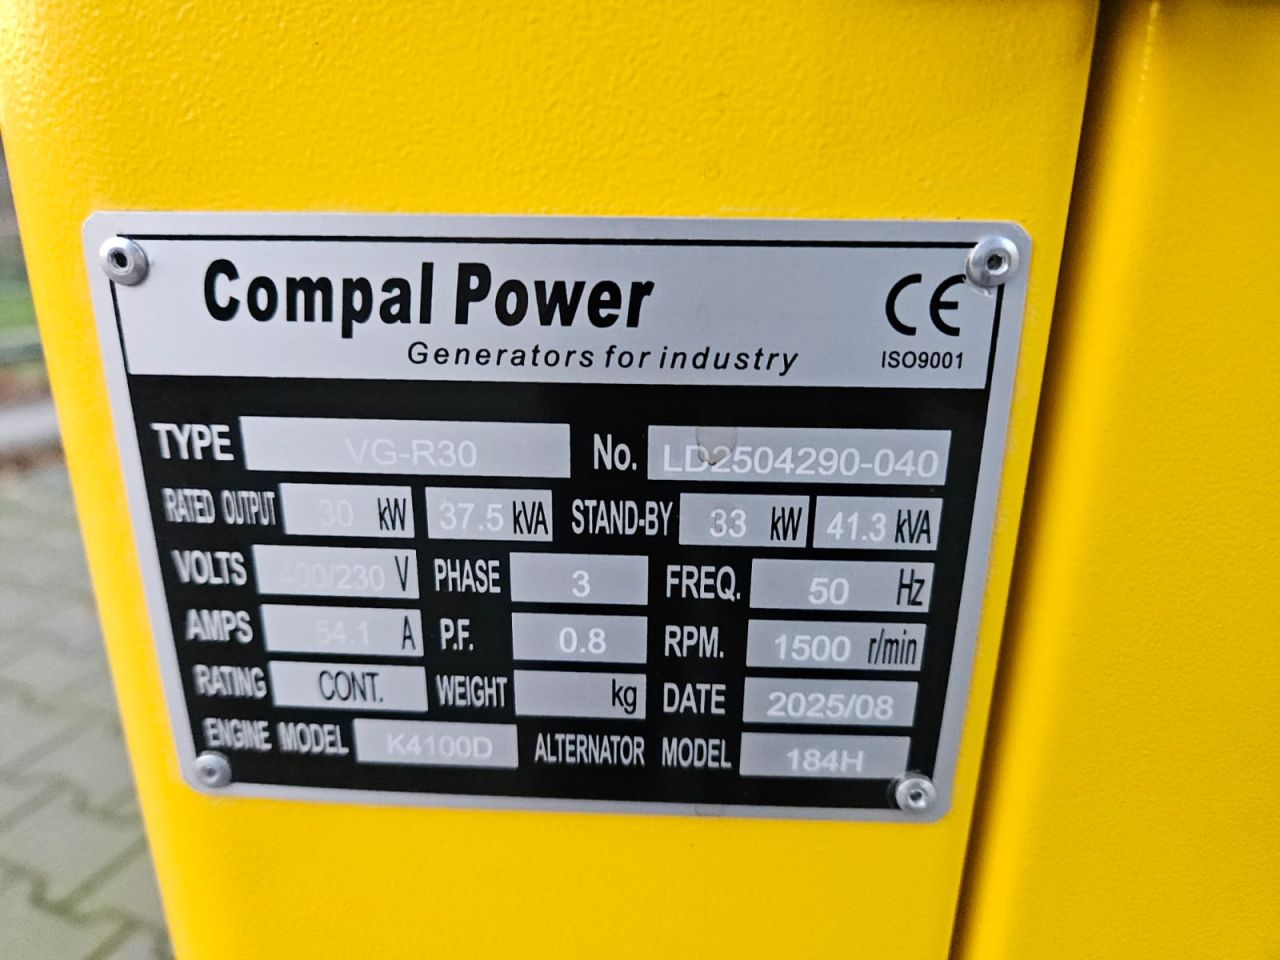 Compal Power
Generators for industry
CE
ISO9001
TYPE VG-R30 No. LD2504290-040
RATED OUTPUT 30 kW 37.5 kVA STAND-BY 33 kW 41.3 kVA
VOLTS 400/230 V PHASE 3 FREQ. 50 Hz
AMPS 54.1 A P.F. 0.8 RPM. 1500 r/min
RATING CONT. WEIGHT kg DATE 2025/08
ENGINE MODEL K4100D ALTERNATOR MODEL 184H